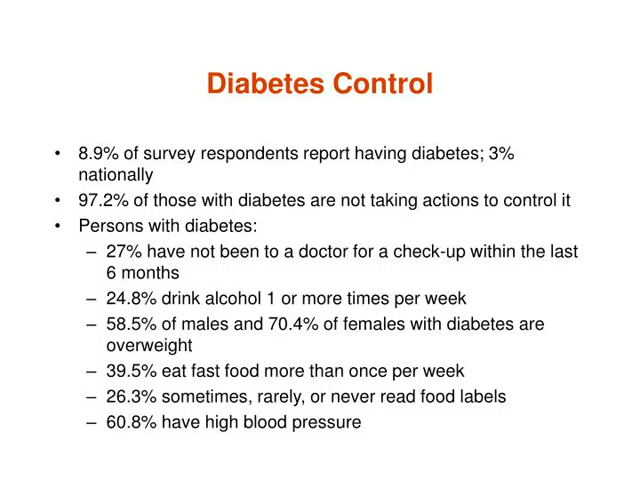 Diabetes Control
• 8.9% of survey respondents report having diabetes; 3%
nationally
• 97.2% of those with diabetes are not taking actions to control it
• Persons with diabetes:
– 27% have not been to a doctor for a check-up within the last
6 months
– 24.8% drink alcohol 1 or more times per week
– 58.5% of males and 70.4% of females with diabetes are
overweight
– 39.5% eat fast food more than once per week
– 26.3% sometimes, rarely, or never read food labels
– 60.8% have high blood pressure